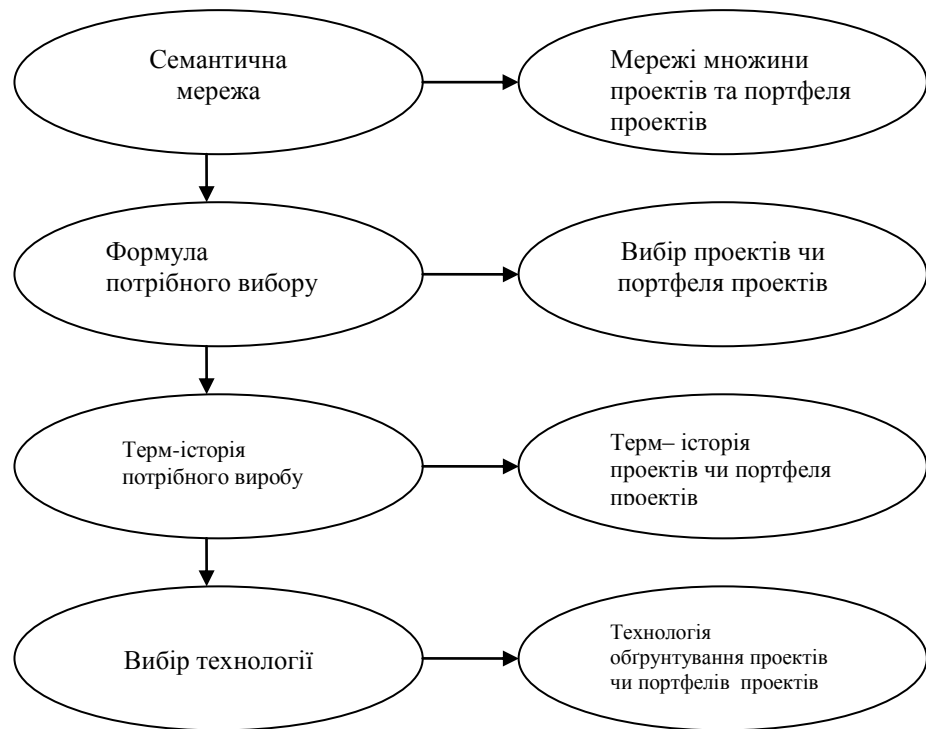 Семантична
мережа
Мережі множини
проектів та портфеля
проектів
Формула
потрібного вибору
Вибір проектів чи
портфеля проектів
Терм-історія
потрібного виробу
Терм– історія
проектів чи портфеля
проектів
Вибір технології
Технологія
обґрунтування проектів
чи портфелів проектів